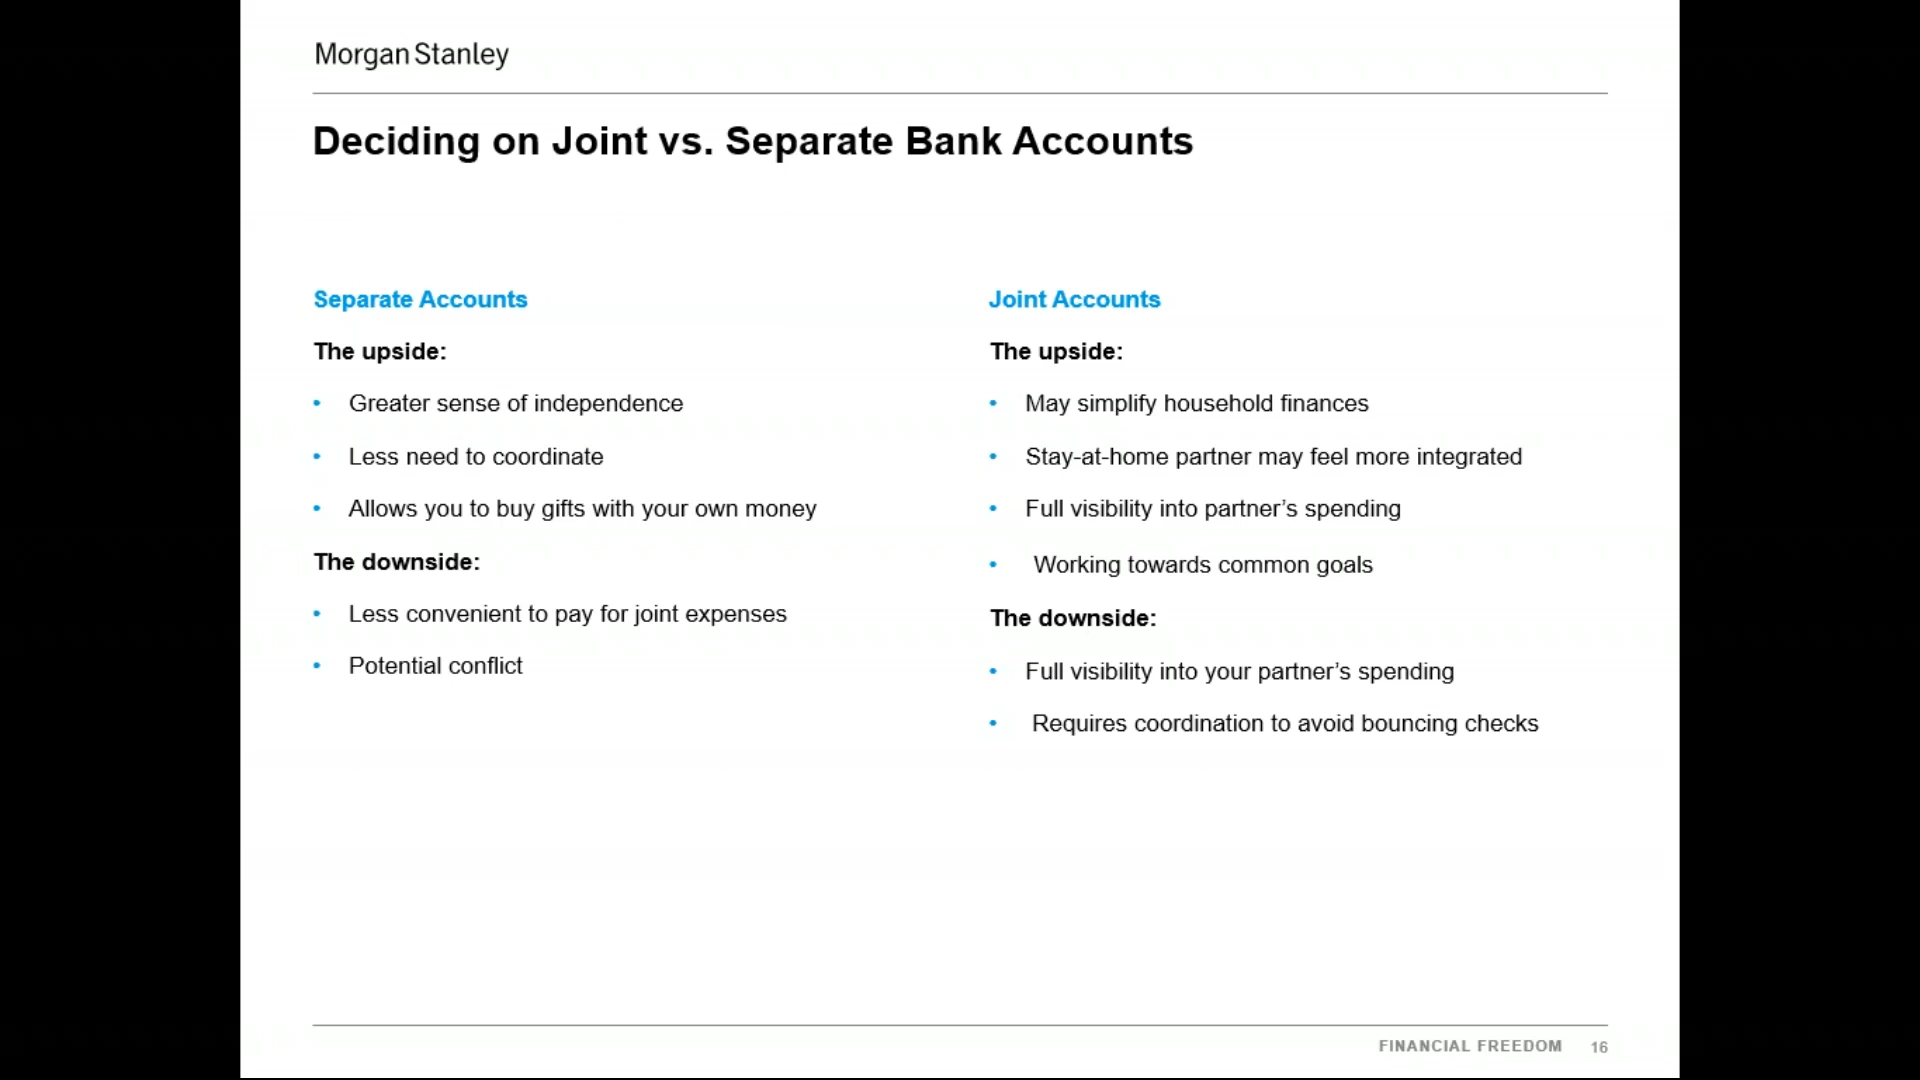 Morgan Stanley
Deciding on Joint vs. Separate Bank Accounts
Separate Accounts
The upside:
• Greater sense of independence
• Less need to coordinate
• Allows you to buy gifts with your own money
The downside:
• Less convenient to pay for joint expenses
• Potential conflict
Joint Accounts
The upside:
• May simplify household finances
• Stay-at-home partner may feel more integrated
• Full visibility into partner’s spending
• Working towards common goals
The downside:
• Full visibility into your partner’s spending
• Requires coordination to avoid bouncing checks
FINANCIAL FREEDOM 16